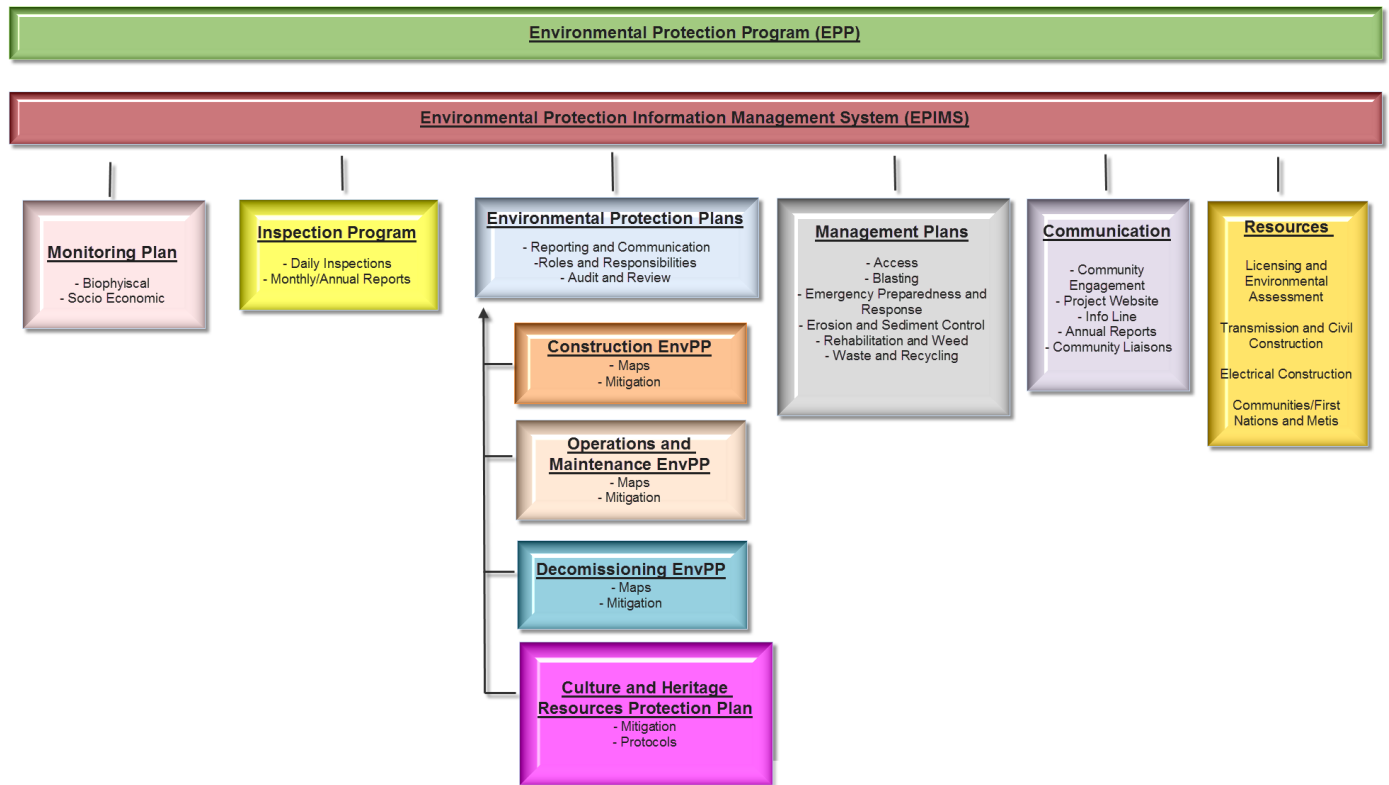 Environmental Protection Program (EPP)
Environmental Protection Information Management System (EPIMS)
Monitoring Plan
- Biophyiscal
- Socio Economic
Inspection Program
- Daily Inspections
- Monthly/Annual Reports
Environmental Protection Plans
- Reporting and Communication
-Roles and Responsibilities
- Audit and Review
Construction EnvPP
- Maps
- Mitigation
Operations and
Maintenance EnvPP
- Maps
- Mitigation
Decomissioning EnvPP
- Maps
- Mitigation
Culture and Heritage
Resources Protection Plan
- Mitigation
- Protocols
Management Plans
- Access
- Blasting
- Emergency Preparedness and
Response
- Erosion and Sediment Control
- Rehabilitation and Weed
- Waste and Recycling
Communication
- Community
Engagement
- Project Website
- Info Line
- Annual Reports
- Community Liaisons
Resources
Licensing and
Environmental
Assessment
Transmission and Civil
Construction
Electrical Construction
Communities/First
Nations and Metis